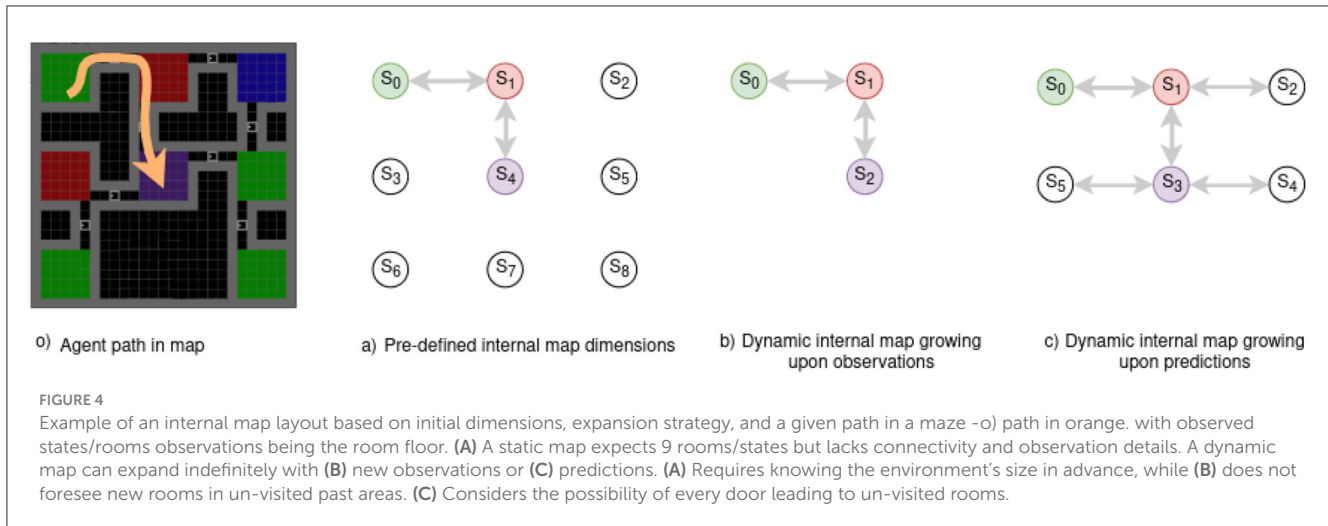 S0
S1
S2
S3
S4
S5
S6
S7
S8
S0
S1
S2
S0
S1
S2
S5
S3
S4
o) Agent path in map
a) Pre-defined internal map dimensions
b) Dynamic internal map growing
upon observations
c) Dynamic internal map growing
upon predictions
FIGURE 4
Example of an internal map layout based on initial dimensions, expansion strategy, and a given path in a maze -o) path in orange. with observed
states/rooms observations being the room floor. (A) A static map expects 9 rooms/states but lacks connectivity and observation details. A dynamic
map can expand indefinitely with (B) new observations or (C) predictions. (A) Requires knowing the environment's size in advance, while (B) does not
foresee new rooms in un-visited past areas. (C) Considers the possibility of every door leading to un-visited rooms.